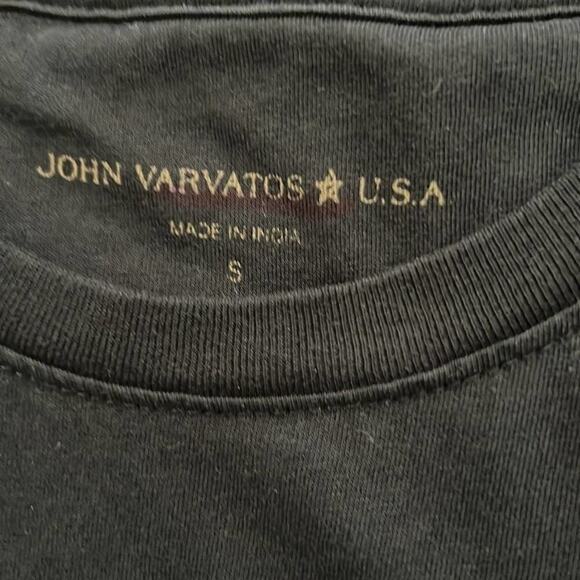 JOHN VARVATOS ★ U.S.A
MADE IN INDIA
S